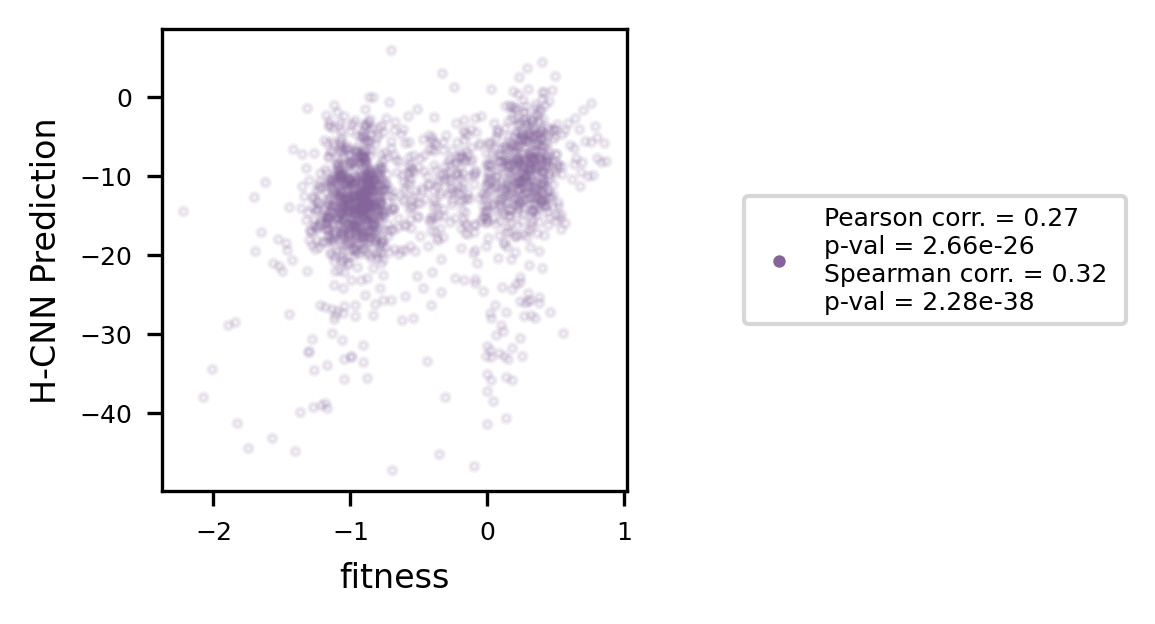 0
−10
−20
−30
−40
H-CNN Prediction
−2
−1
0
1
fitness
Pearson corr. = 0.27
p-val = 2.66e-26
Spearman corr. = 0.32
p-val = 2.28e-38